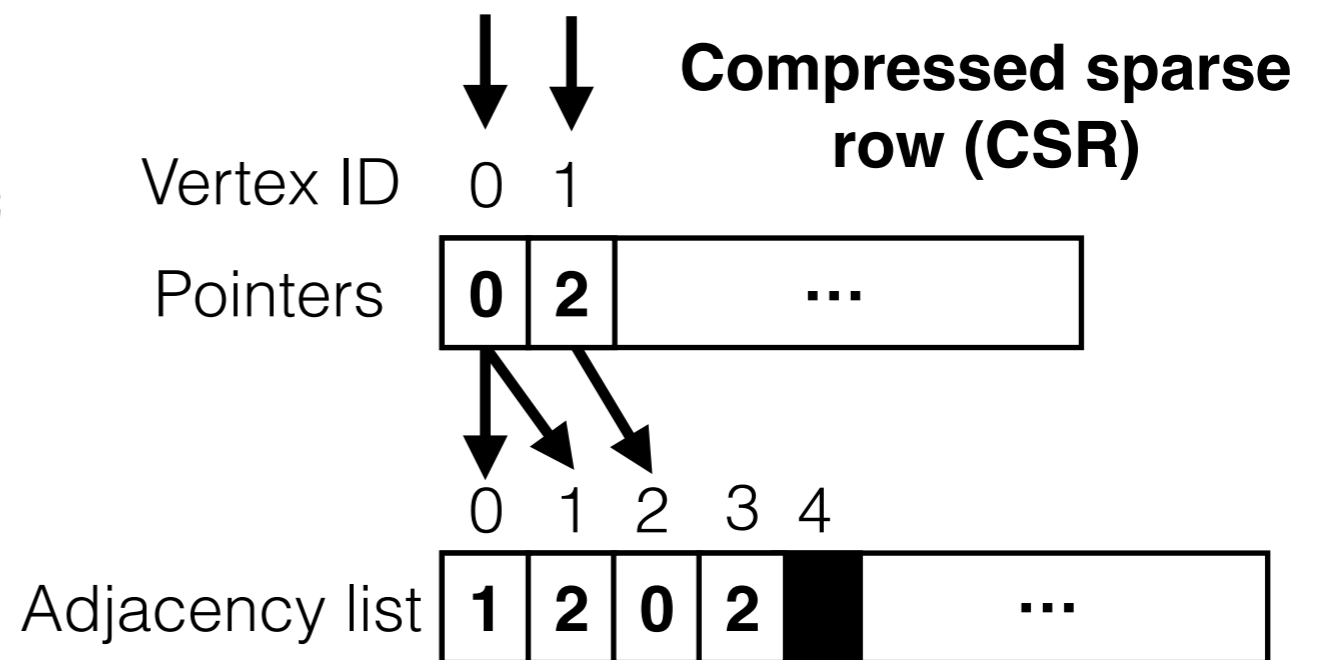 Compressed sparse
row (CSR)
Vertex ID 0 1
Pointers 0 2 ...
0 1 2 3 4
Adjacency list 1 2 0 2 ...